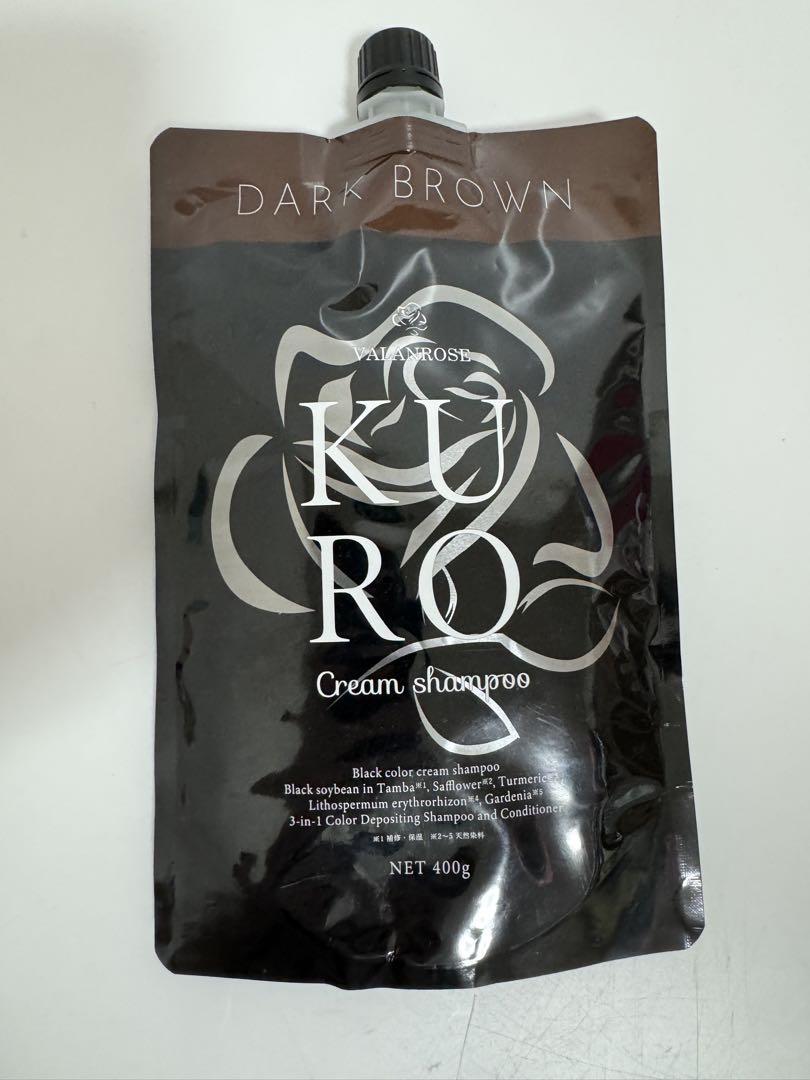 DARK BROWN
VALANROSE
KU
RO
Cream shampoo
Black color cream shampoo
Black soybean in Tamba※1, Safflower※2, Turmeric
Lithospermum erythrorhizon※4, Gardenia※5
3-in-1 Color Depositing Shampoo and Conditioner
※1 補修・保湿 ※2〜5 天然染料
NET 400g